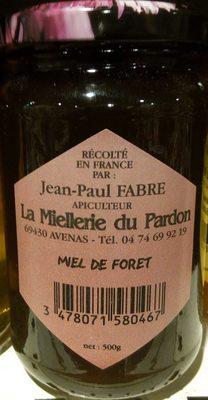 RÉCOLTÉ
EN FRANCE
PAR :
Jean-Paul FABRE
APICULTEUR
La Miellerie du Pardon
69430 AVENAS - Tél. 04 74 69 92 19
MIEL DE FORET
3 478071 580467
net : 500g